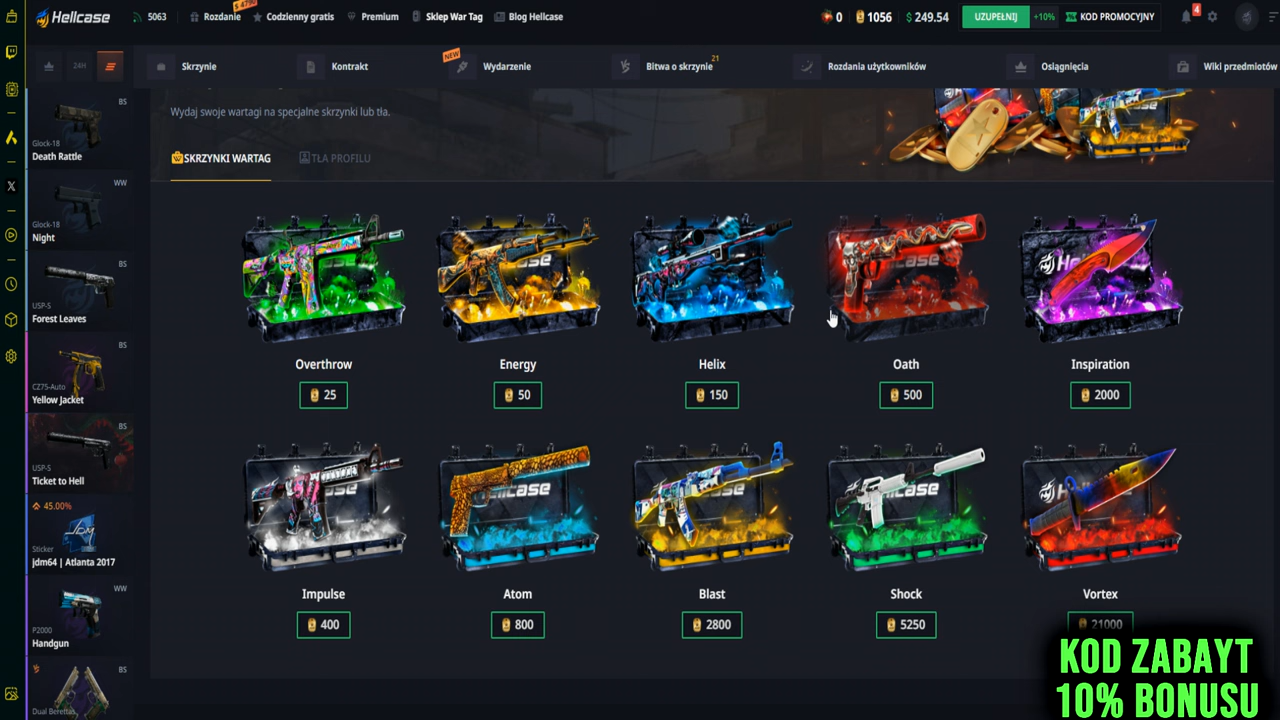 Hellcase
5063
$ 4792
Rozdanie
Codzienny gratis
Premium
Sklep War Tag
Blog Hellcase
0
1056
$ 249.54
UZUPEŁNIJ
+10%
KOD PROMOCYJNY
4
24H
Skrzynie
Kontrakt
NEW
Wydarzenie
Bitwa o skrzynie
21
Rozdania użytkowników
Osiągnięcia
Wiki przedmiotów
Wydaj swoje wartagi na specjalne skrzynki lub tła.
SKRZYNKI WARTAG
TŁA PROFILU
BS
Glock-18
Death Rattle
WW
Glock-18
Night
BS
USP-S
Forest Leaves
BS
CZ75-Auto
Yellow Jacket
BS
USP-S
Ticket to Hell
45.00%
Sticker
jdm64 | Atlanta 2017
WW
P2000
Handgun
BS
Dual Berettas
Overthrow
25
Energy
50
Helix
150
Oath
500
Inspiration
2000
Impulse
400
Atom
800
Blast
2800
Shock
5250
Vortex
21000
KOD ZABAYT
10% BONUSU